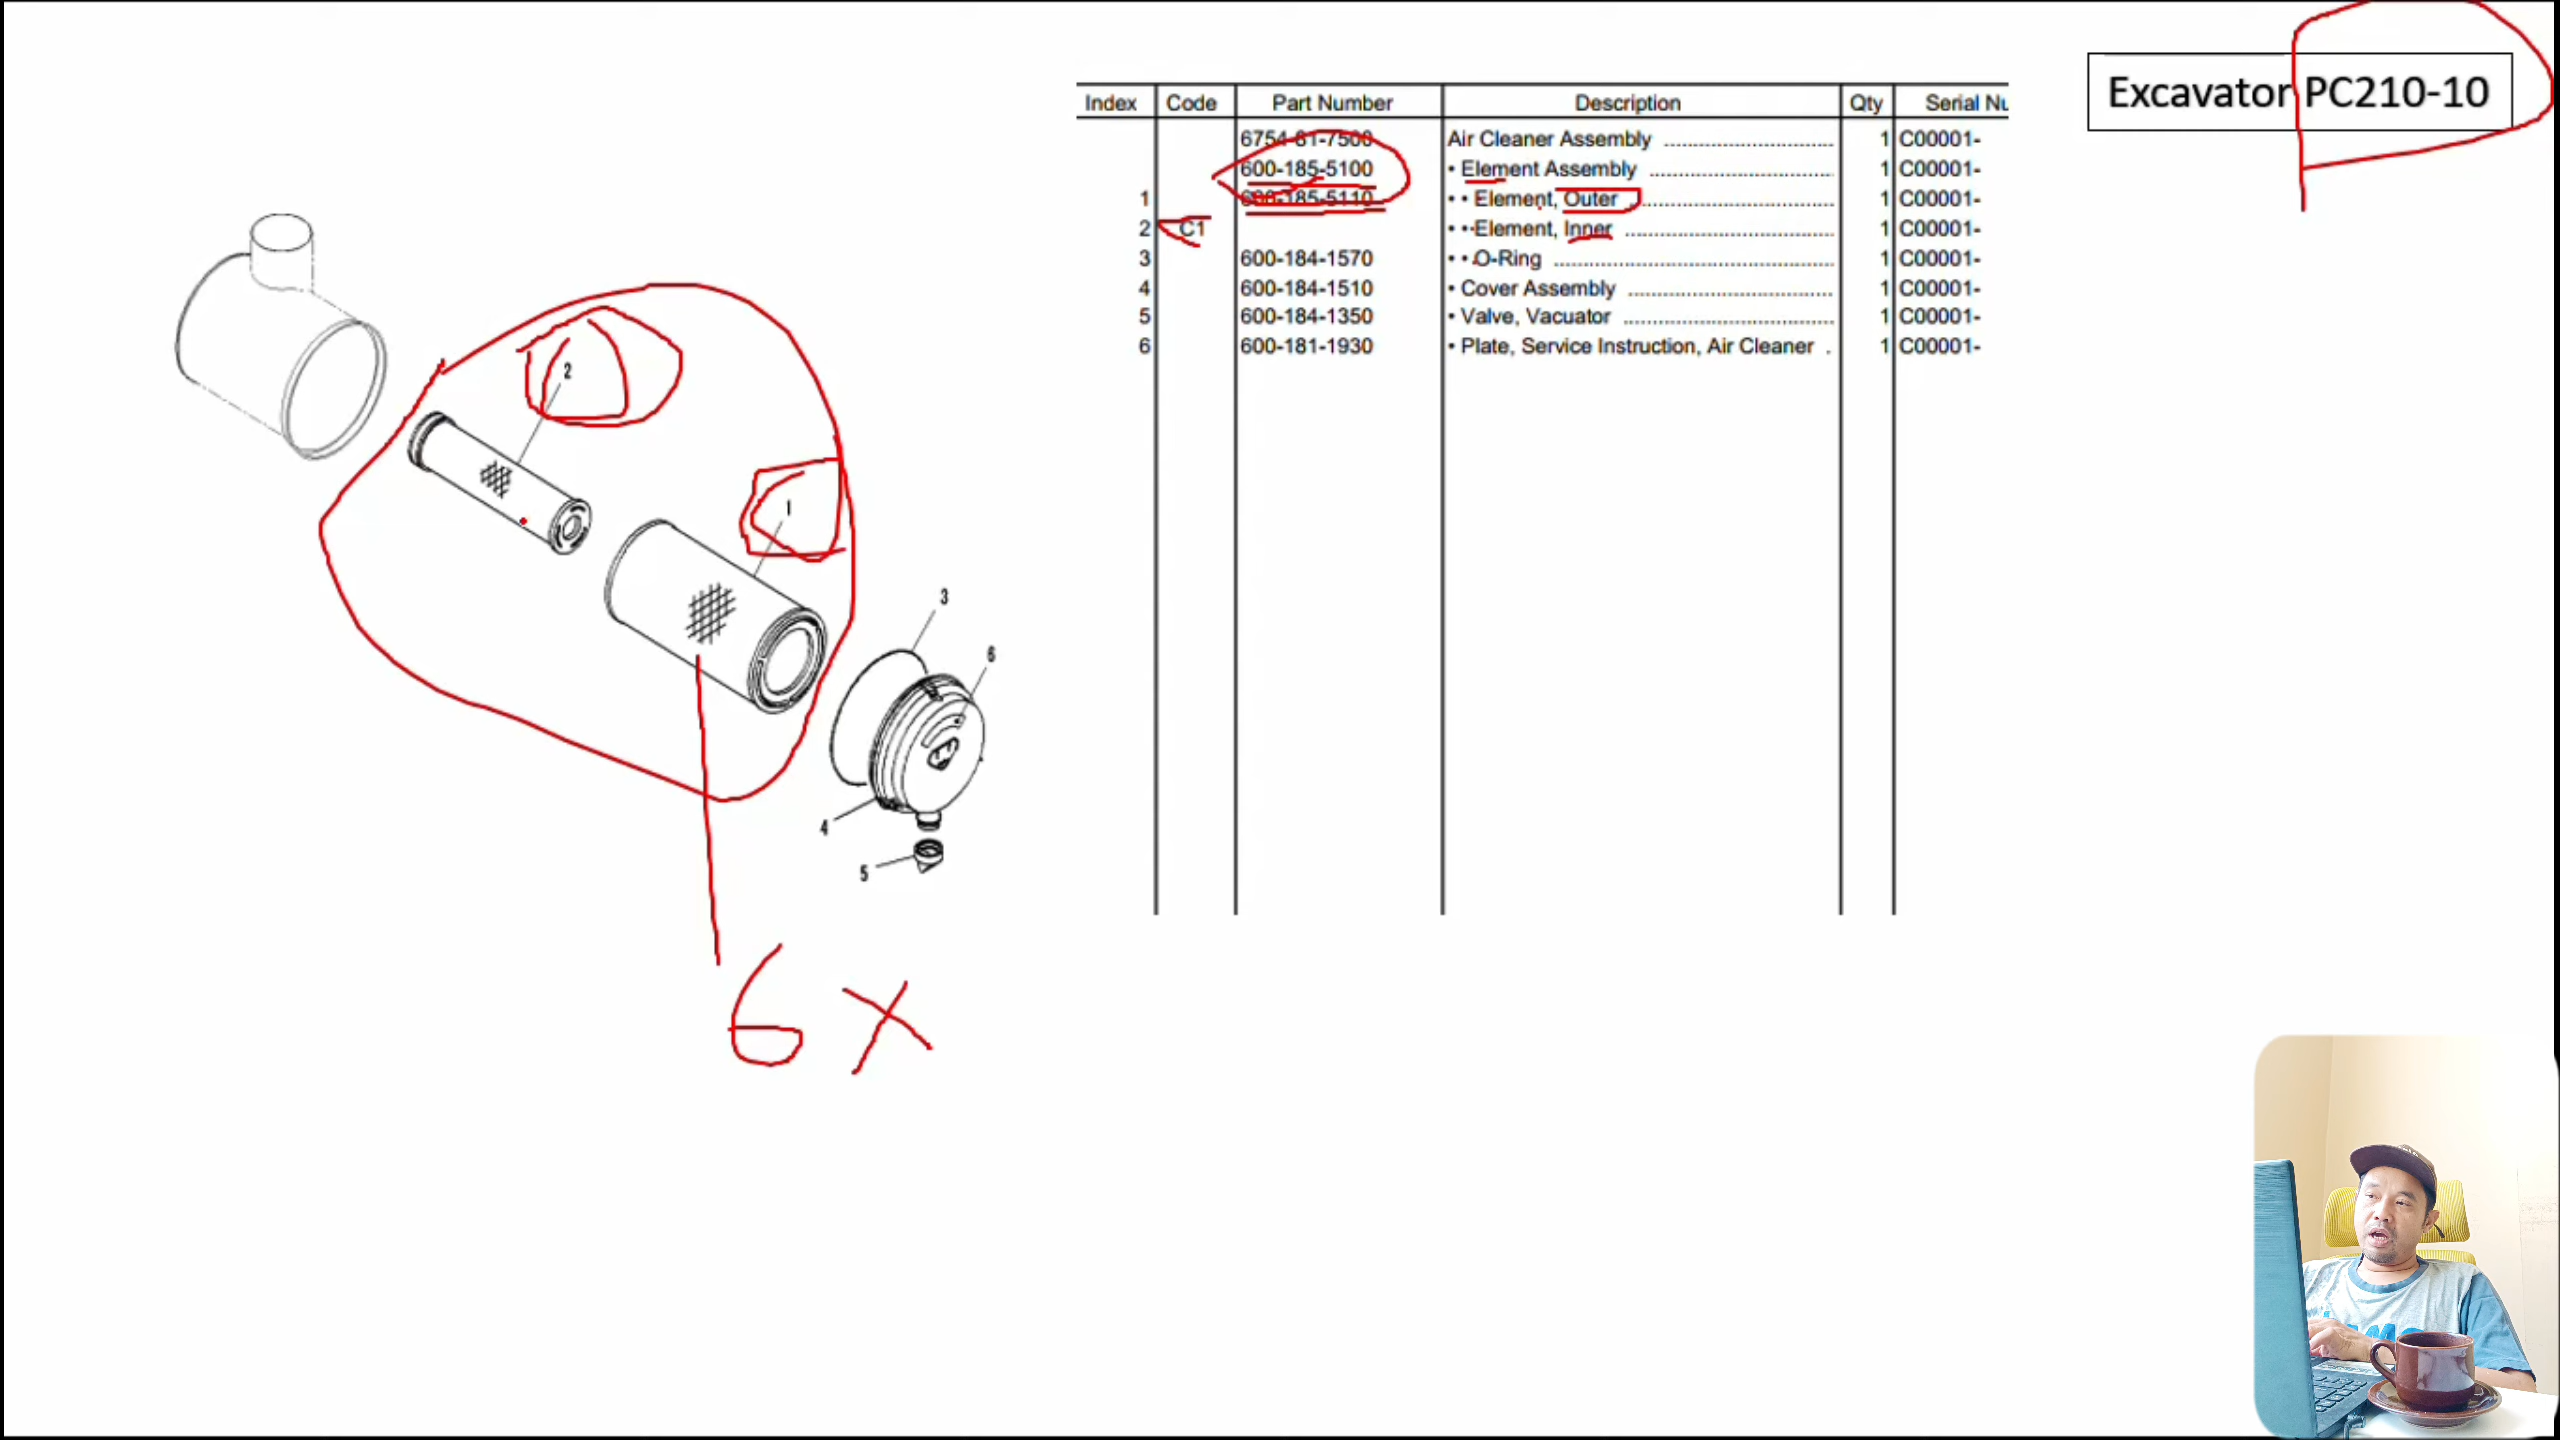 Excavator PC210-10
Index Code Part Number Description Qty Serial Nu
6754-81-7500 Air Cleaner Assembly 1 C00001-
600-185-5100 • Element Assembly 1 C00001-
1 600-185-5110 • • Element, Outer 1 C00001-
2 C1 • • Element, Inner 1 C00001-
3 600-184-1570 • • O-Ring 1 C00001-
4 600-184-1510 • Cover Assembly 1 C00001-
5 600-184-1350 • Valve, Vacuator 1 C00001-
6 600-181-1930 • Plate, Service Instruction, Air Cleaner . 1 C00001-
2
1
3
6
4
5
6 X